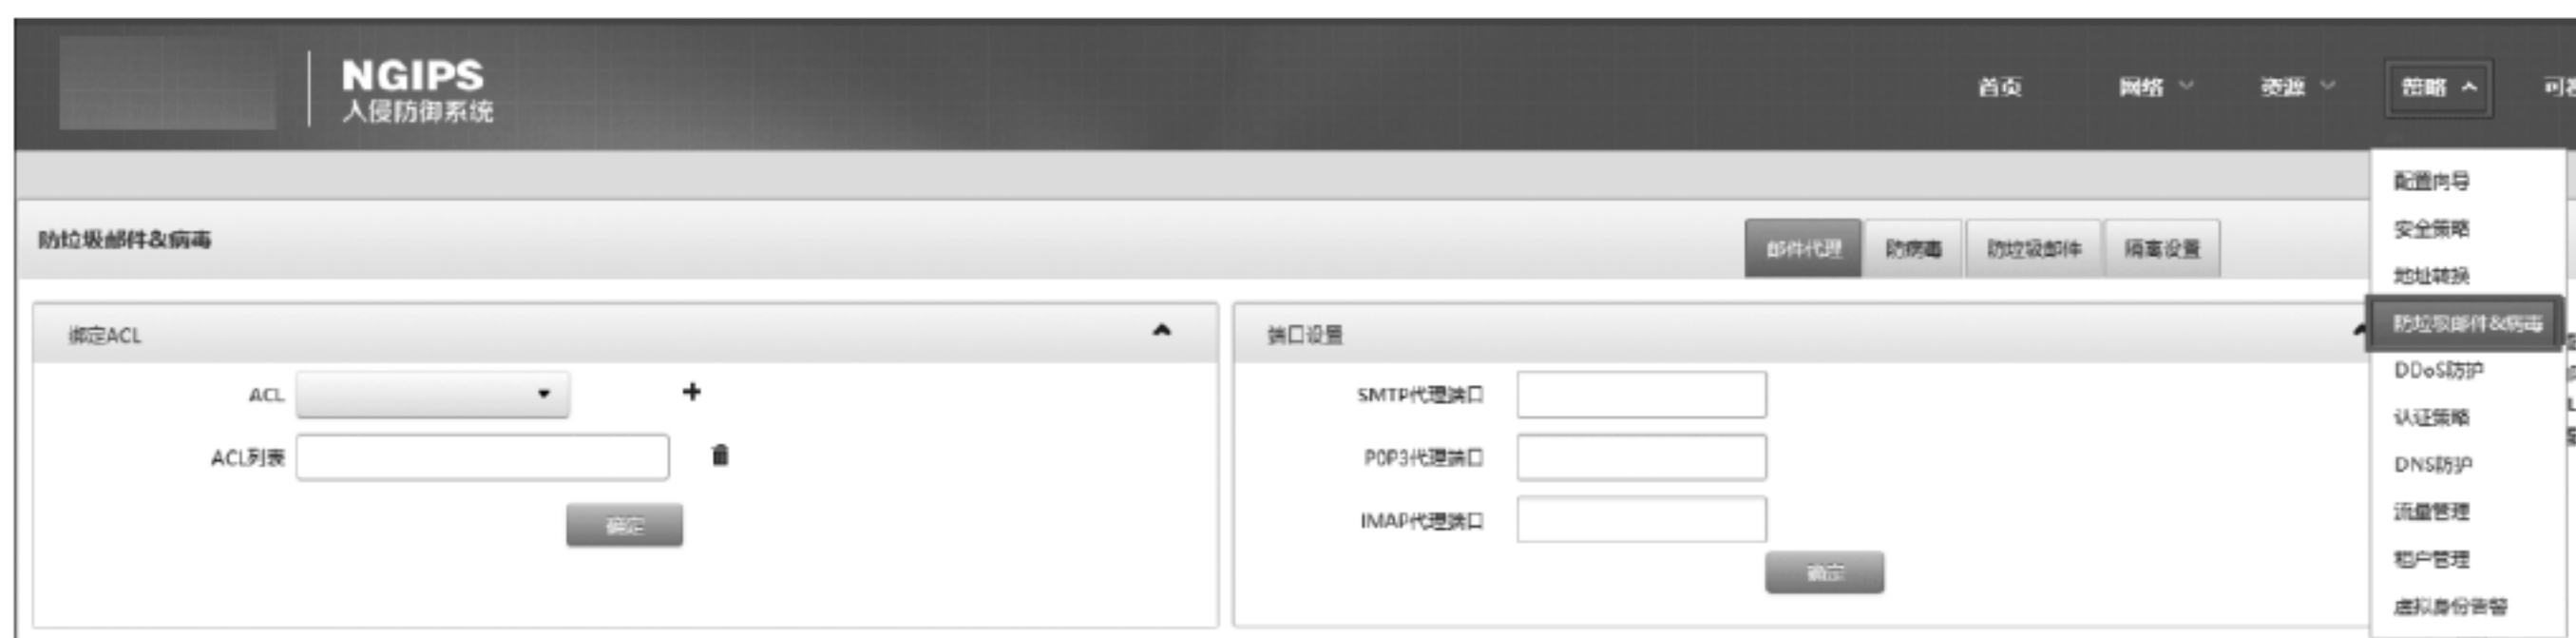 NGIPS
入侵防御系统
首页 网络 资源 策略
配置向导
安全策略
地址转换
防垃圾邮件&病毒
DDoS防护
认证策略
DNS防护
流量管理
租户管理
虚拟身份告警
防垃圾邮件&病毒
邮件代理 防病毒 防垃圾邮件 隔离设置
绑定ACL
ACL
ACL列表
确定
端口设置
SMTP代理端口
POP3代理端口
IMAP代理端口
确定